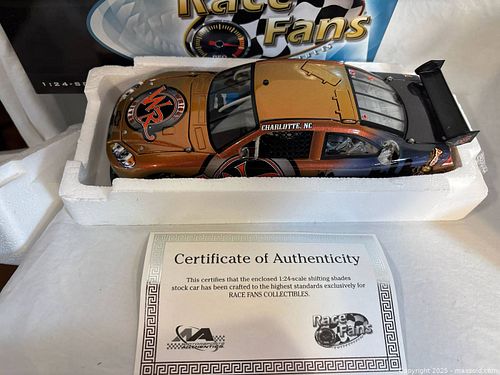 Race
Fans
1:24-S
CHARLOTTE, NC
Certificate of Authenticity
This certifies that the enclosed 1:24-scale shifting shades
stock car has been crafted to the highest standards exclusively for
RACE FANS COLLECTIBLES.
Race
Fans
Copyright 2025 - maxsold.com